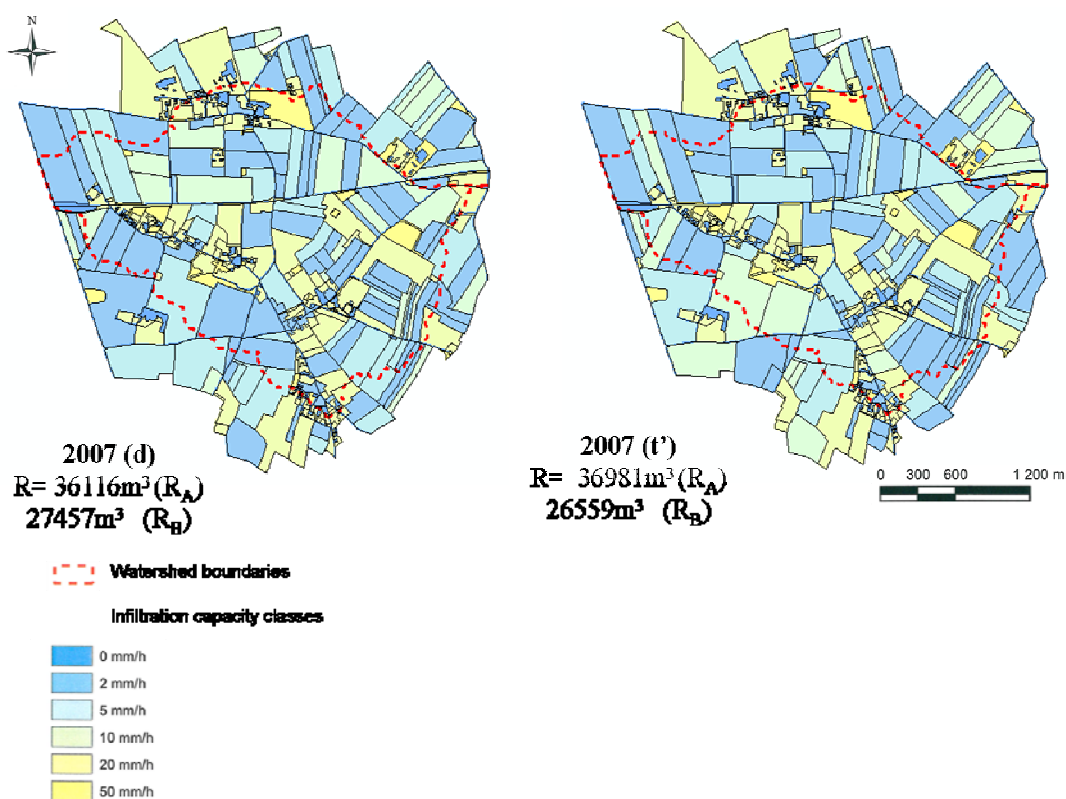 N
2007 (d)
R= 36116m³ (R_A)
27457m³ (R_B)
2007 (t’)
R= 36981m³ (R_A)
26559m³ (R_B)
0 300 600 1 200 m
Watershed boundaries
Infiltration capacity classes
0 mm/h
2 mm/h
5 mm/h
10 mm/h
20 mm/h
50 mm/h